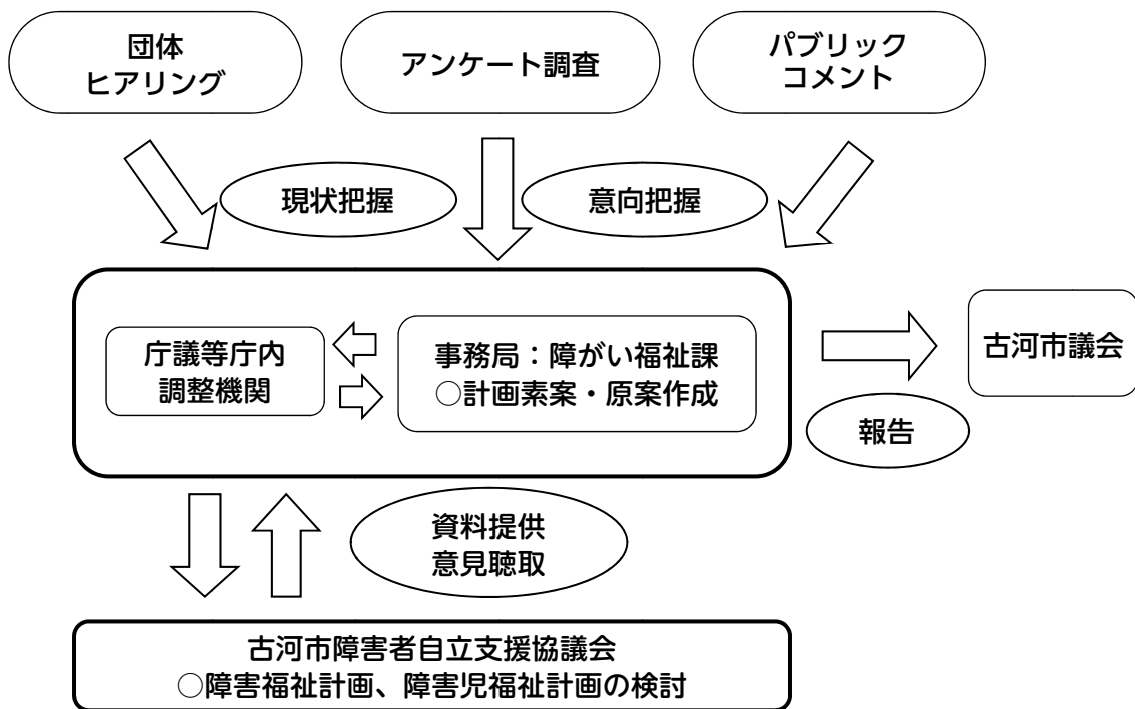 団体
ヒアリング
アンケート調査
パブリック
コメント
現状把握
意向把握
庁議等庁内
調整機関
事務局：障がい福祉課
○計画素案・原案作成
古河市議会
報告
資料提供
意見聴取
古河市障害者自立支援協議会
○障害福祉計画、障害児福祉計画の検討